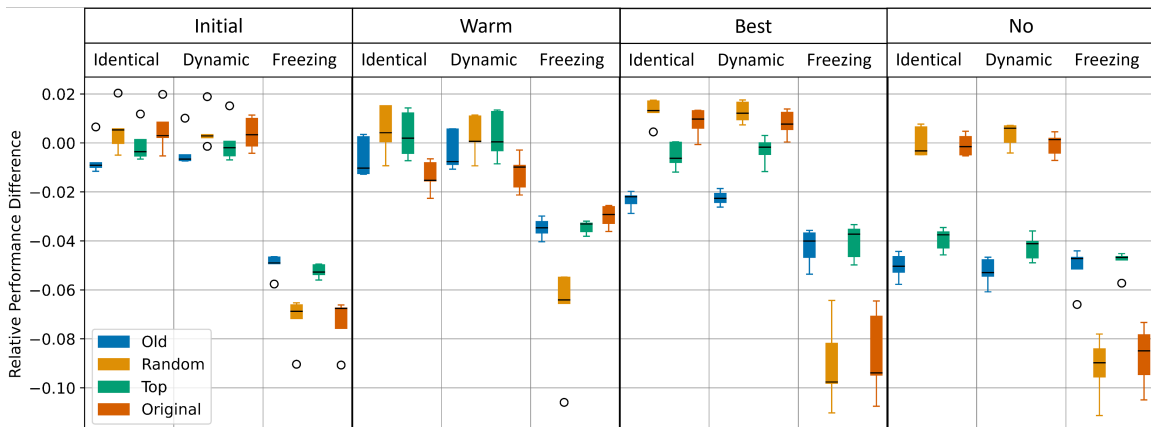 Initial Warm Best No
Identical Dynamic Freezing Identical Dynamic Freezing Identical Dynamic Freezing Identical Dynamic Freezing
Relative Performance Difference
0.02
0.00
−0.02
−0.04
−0.06
−0.08
−0.10
Old
Random
Top
Original